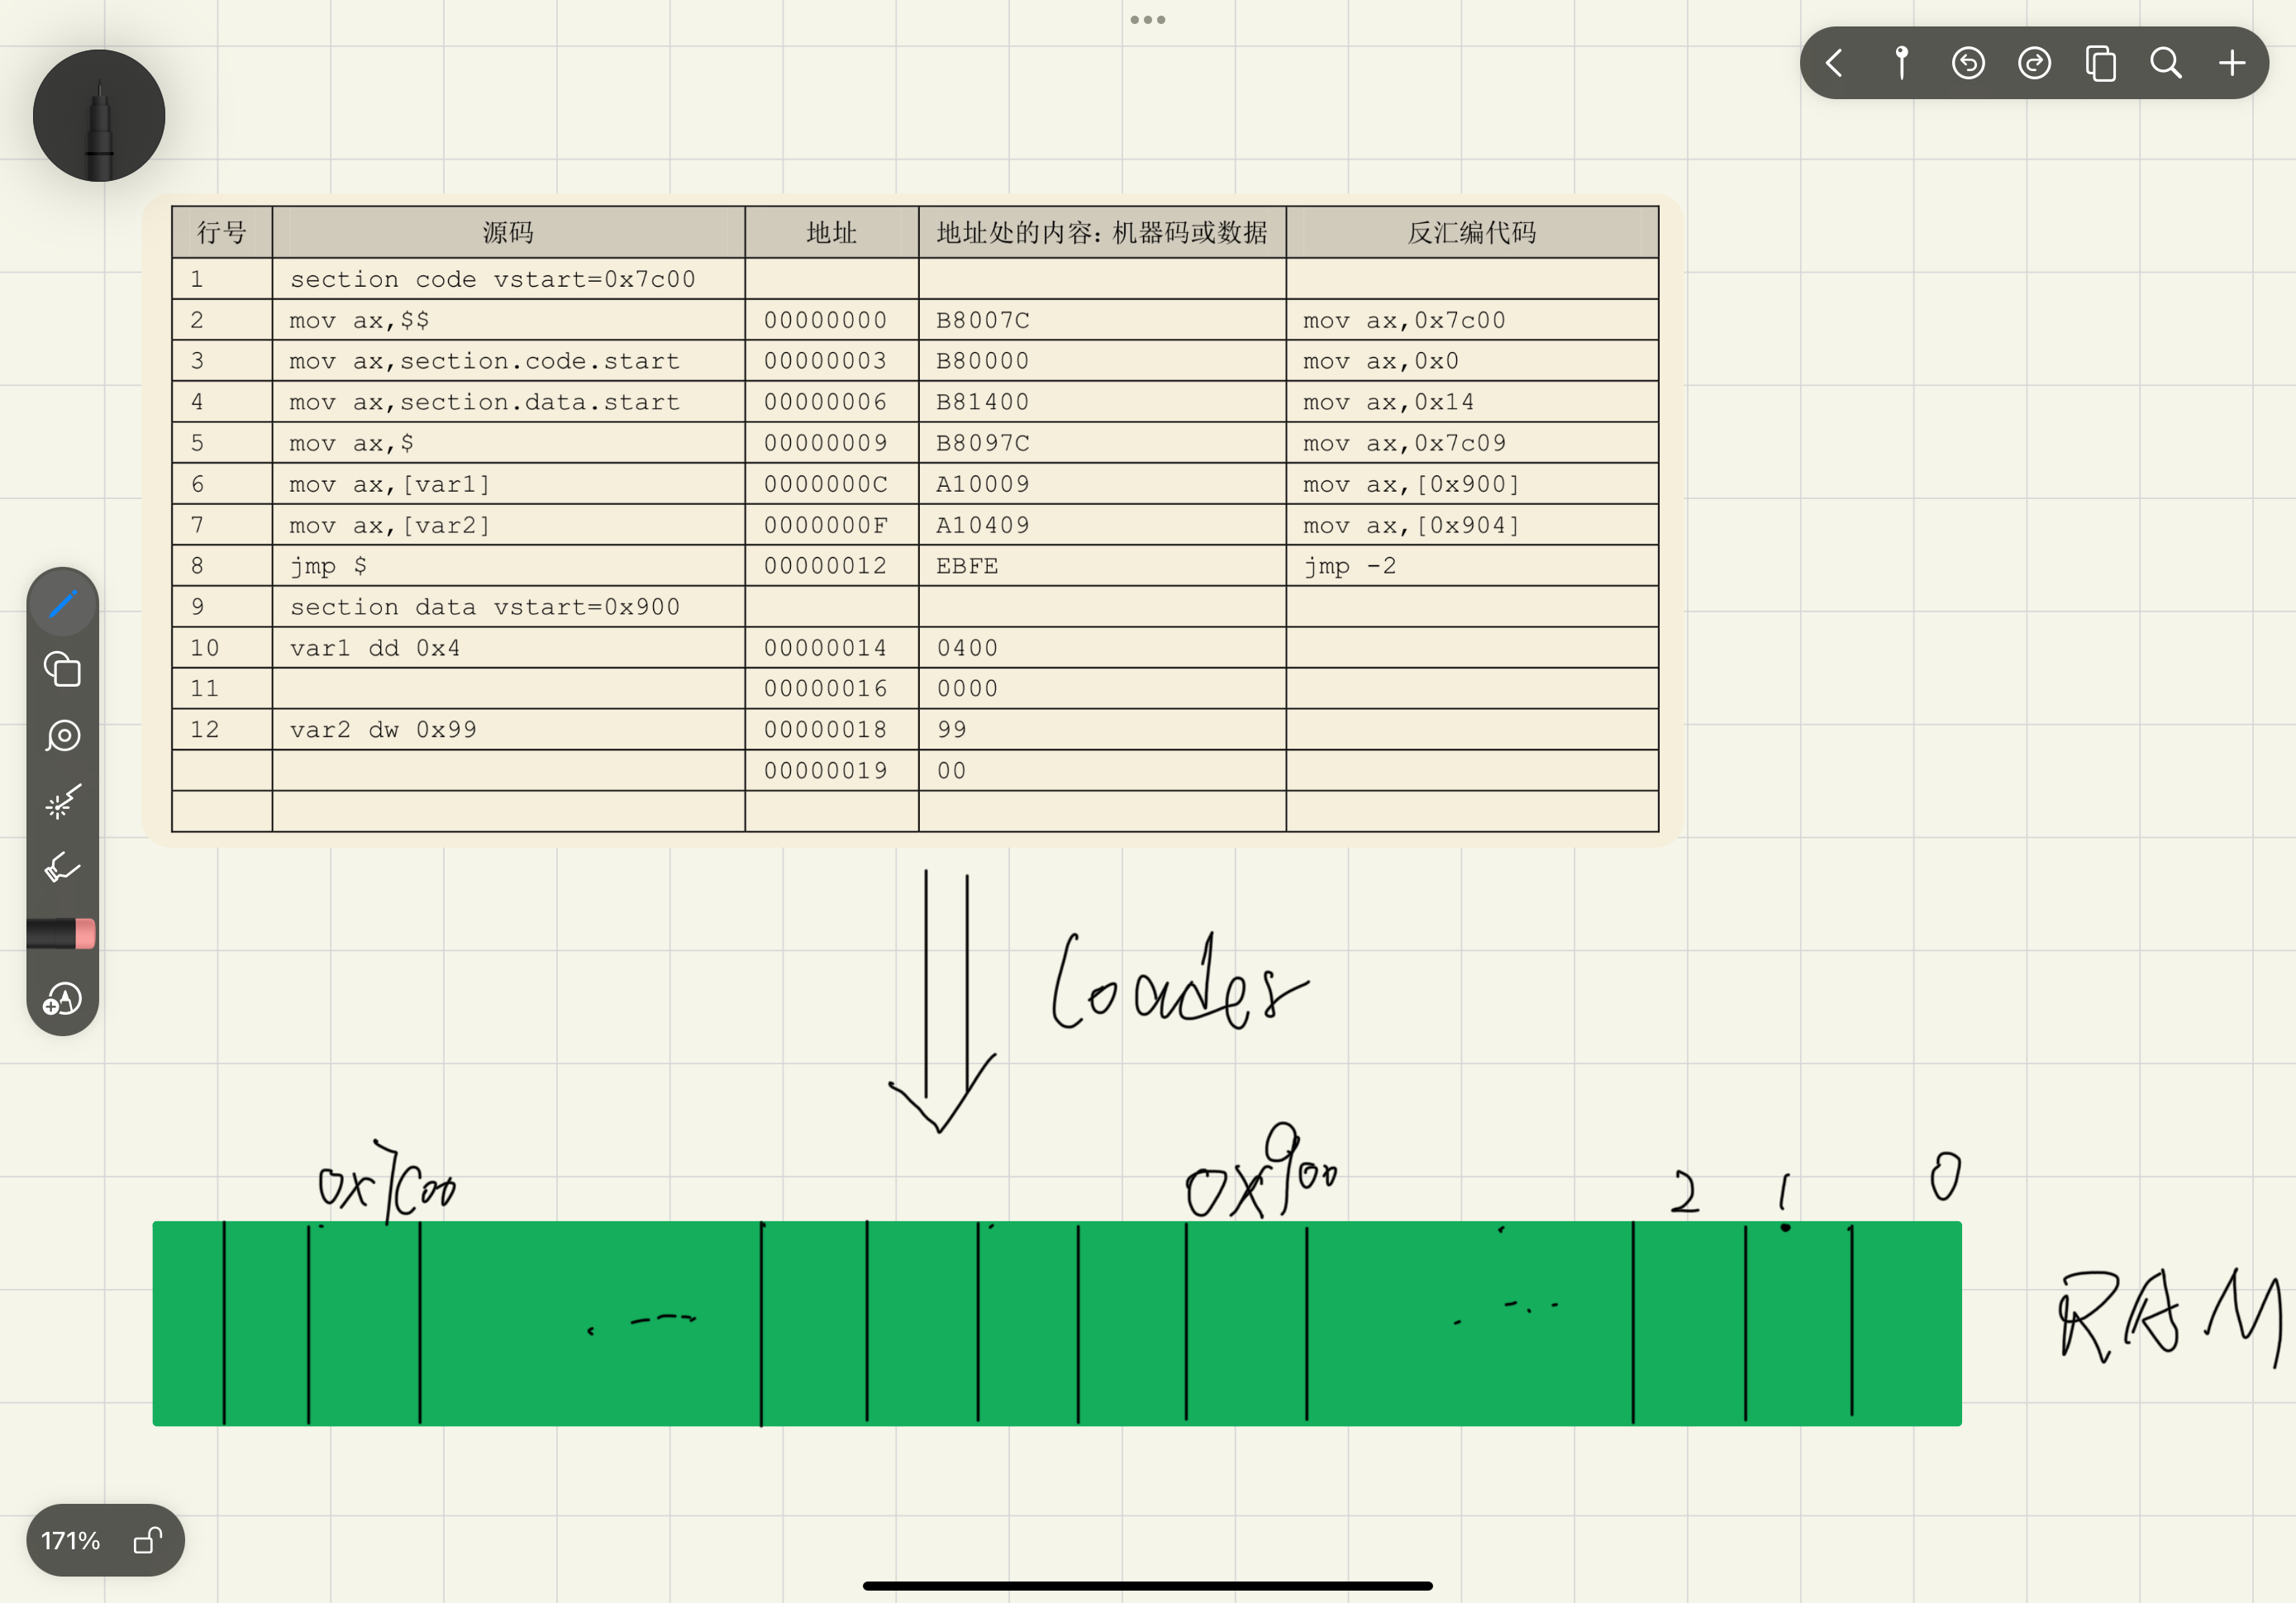 行号 源码 地址 地址处的内容：机器码或数据 反汇编代码
1 section code vstart=0x7c00
2 mov ax,$$ 00000000 B8007C mov ax,0x7c00
3 mov ax,section.code.start 00000003 B80000 mov ax,0x0
4 mov ax,section.data.start 00000006 B81400 mov ax,0x14
5 mov ax,$ 00000009 B8097C mov ax,0x7c09
6 mov ax,[var1] 0000000C A10009 mov ax,[0x900]
7 mov ax,[var2] 0000000F A10409 mov ax,[0x904]
8 jmp $ 00000012 EBFE jmp -2
9 section data vstart=0x900
10 var1 dd 0x4 00000014 0400
11 00000016 0000
12 var2 dw 0x99 00000018 99
00000019 00
Loader
0x7C00 0x900 2 1 0
RAM
171%